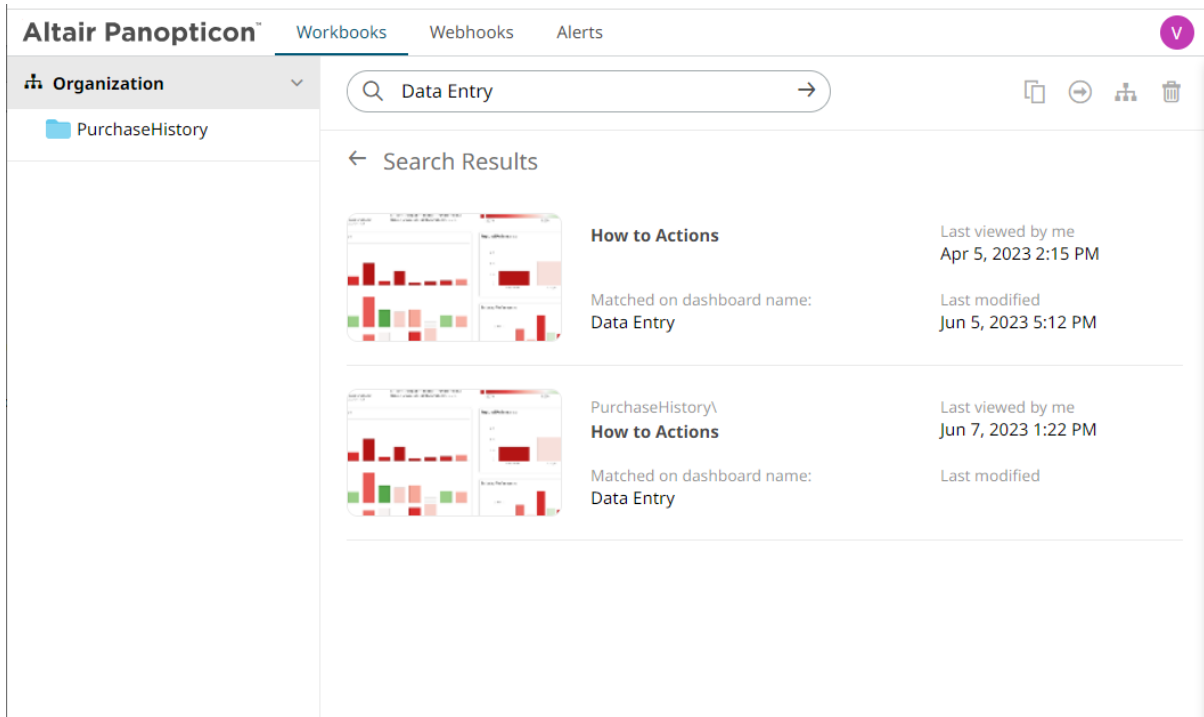 Altair Panopticon™ Workbooks Webhooks Alerts V
Organization
PurchaseHistory
Data Entry
Search Results
How to Actions
Last viewed by me
Apr 5, 2023 2:15 PM
Matched on dashboard name:
Data Entry
Last modified
Jun 5, 2023 5:12 PM
PurchaseHistory\
How to Actions
Last viewed by me
Jun 7, 2023 1:22 PM
Matched on dashboard name:
Data Entry
Last modified